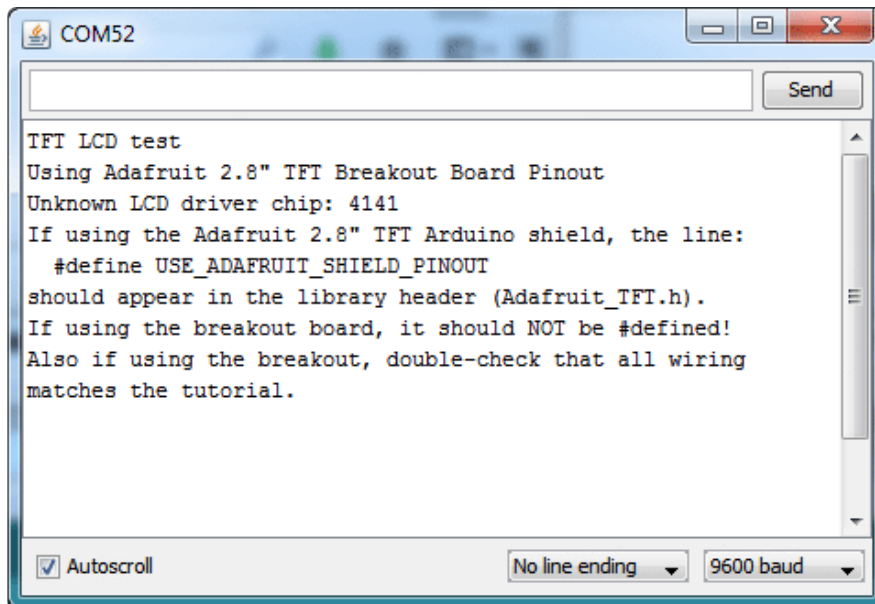 COM52
Send
TFT LCD test
Using Adafruit 2.8" TFT Breakout Board Pinout
Unknown LCD driver chip: 4141
If using the Adafruit 2.8" TFT Arduino shield, the line:
  #define USE_ADAFRUIT_SHIELD_PINOUT
should appear in the library header (Adafruit_TFT.h).
If using the breakout board, it should NOT be #defined!
Also if using the breakout, double-check that all wiring
matches the tutorial.
Autoscroll
No line ending
9600 baud